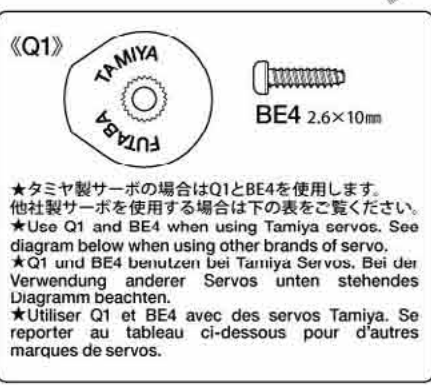 《Q1》
TAMIYA
FUTABA
BE4 2.6×10㎜
★タミヤ製サーボの場合はQ1とBE4を使用します。
他社製サーボを使用する場合は下の表をご覧ください。
★Use Q1 and BE4 when using Tamiya servos. See
diagram below when using other brands of servo.
★Q1 und BE4 benutzen bei Tamiya Servos. Bei der
Verwendung anderer Servos unten stehendes
Diagramm beachten.
★Utiliser Q1 et BE4 avec des servos Tamiya. Se
reporter au tableau ci-dessous pour d'autres
marques de servos.